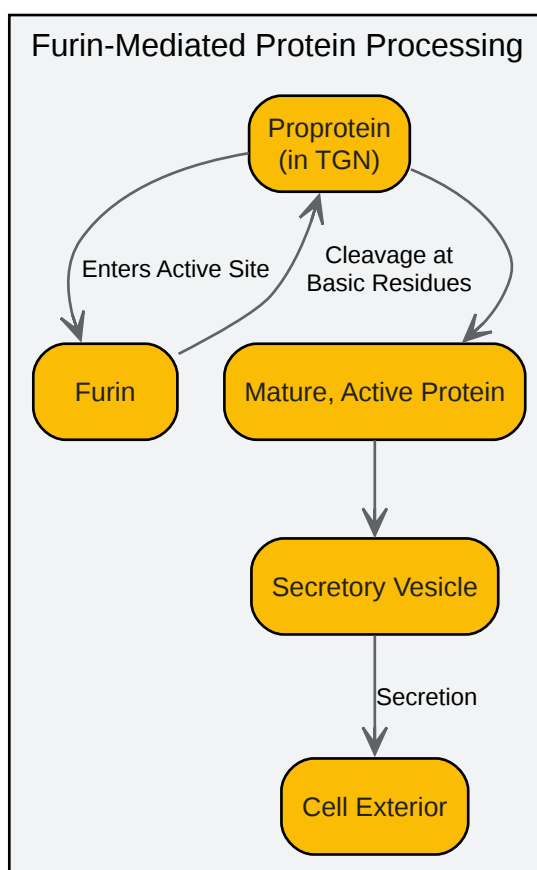 Furin-Mediated Protein Processing
Proprotein
(in TGN)
Enters Active Site
Cleavage at
Basic Residues
Furin
Mature, Active Protein
Secretory Vesicle
Secretion
Cell Exterior